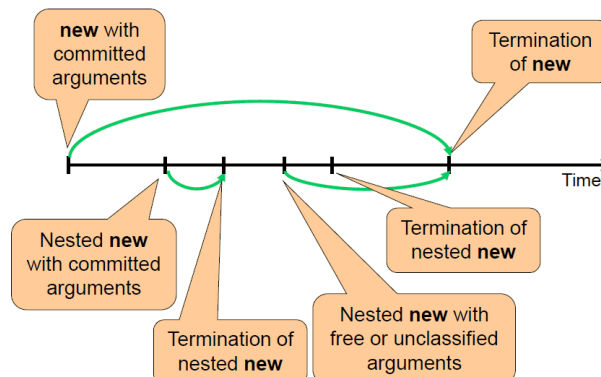 new with
committed
arguments
Termination
of new
Time
Nested new
with committed
arguments
Termination of
nested new
Nested new with
free or unclassified
arguments
Termination of
nested new